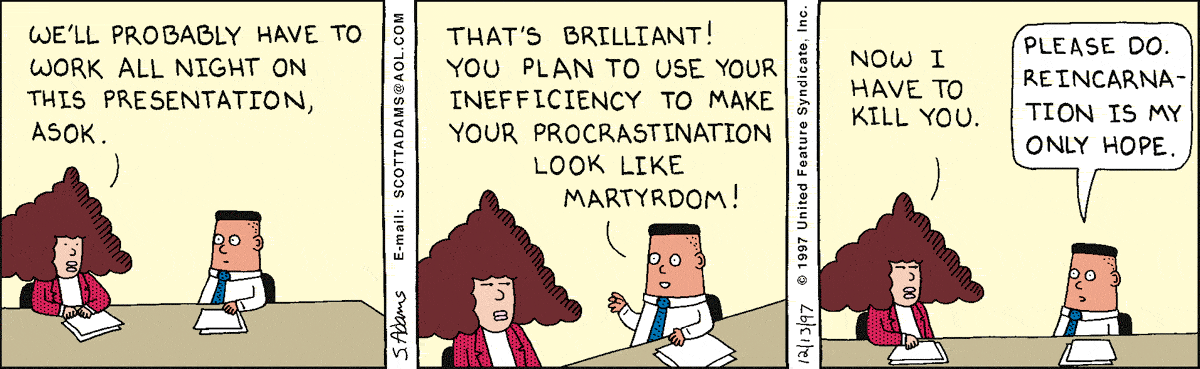 WE'LL PROBABLY HAVE TO
WORK ALL NIGHT ON
THIS PRESENTATION,
ASOK.
S. Adams
E-mail: SCOTTADAMS@AOL.COM
THAT'S BRILLIANT!
YOU PLAN TO USE YOUR
INEFFICIENCY TO MAKE
YOUR PROCRASTINATION
LOOK LIKE
MARTYRDOM!
12/13/97
© 1997 United Feature Syndicate, Inc.
NOW I
HAVE TO
KILL YOU.
PLEASE DO.
REINCARNA-
TION IS MY
ONLY HOPE.